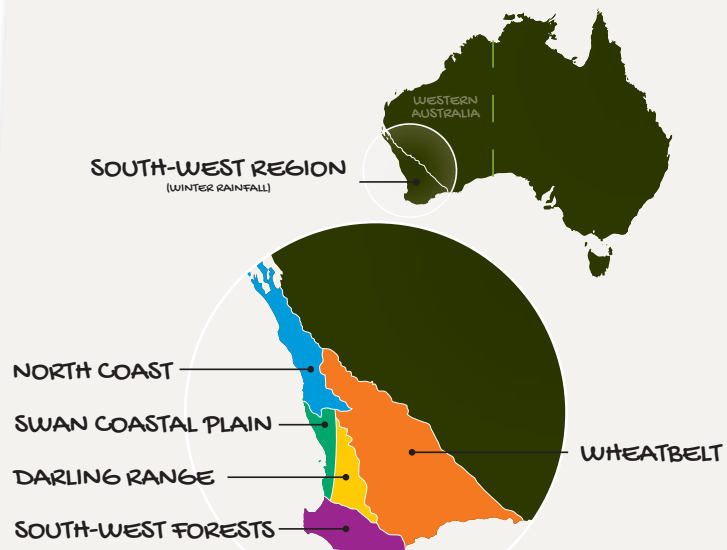 WESTERN
AUSTRALIA
SOUTH-WEST REGION
(WINTER RAINFALL)
NORTH COAST
SWAN COASTAL PLAIN
WHEATBELT
DARLING RANGE
SOUTH-WEST FORESTS